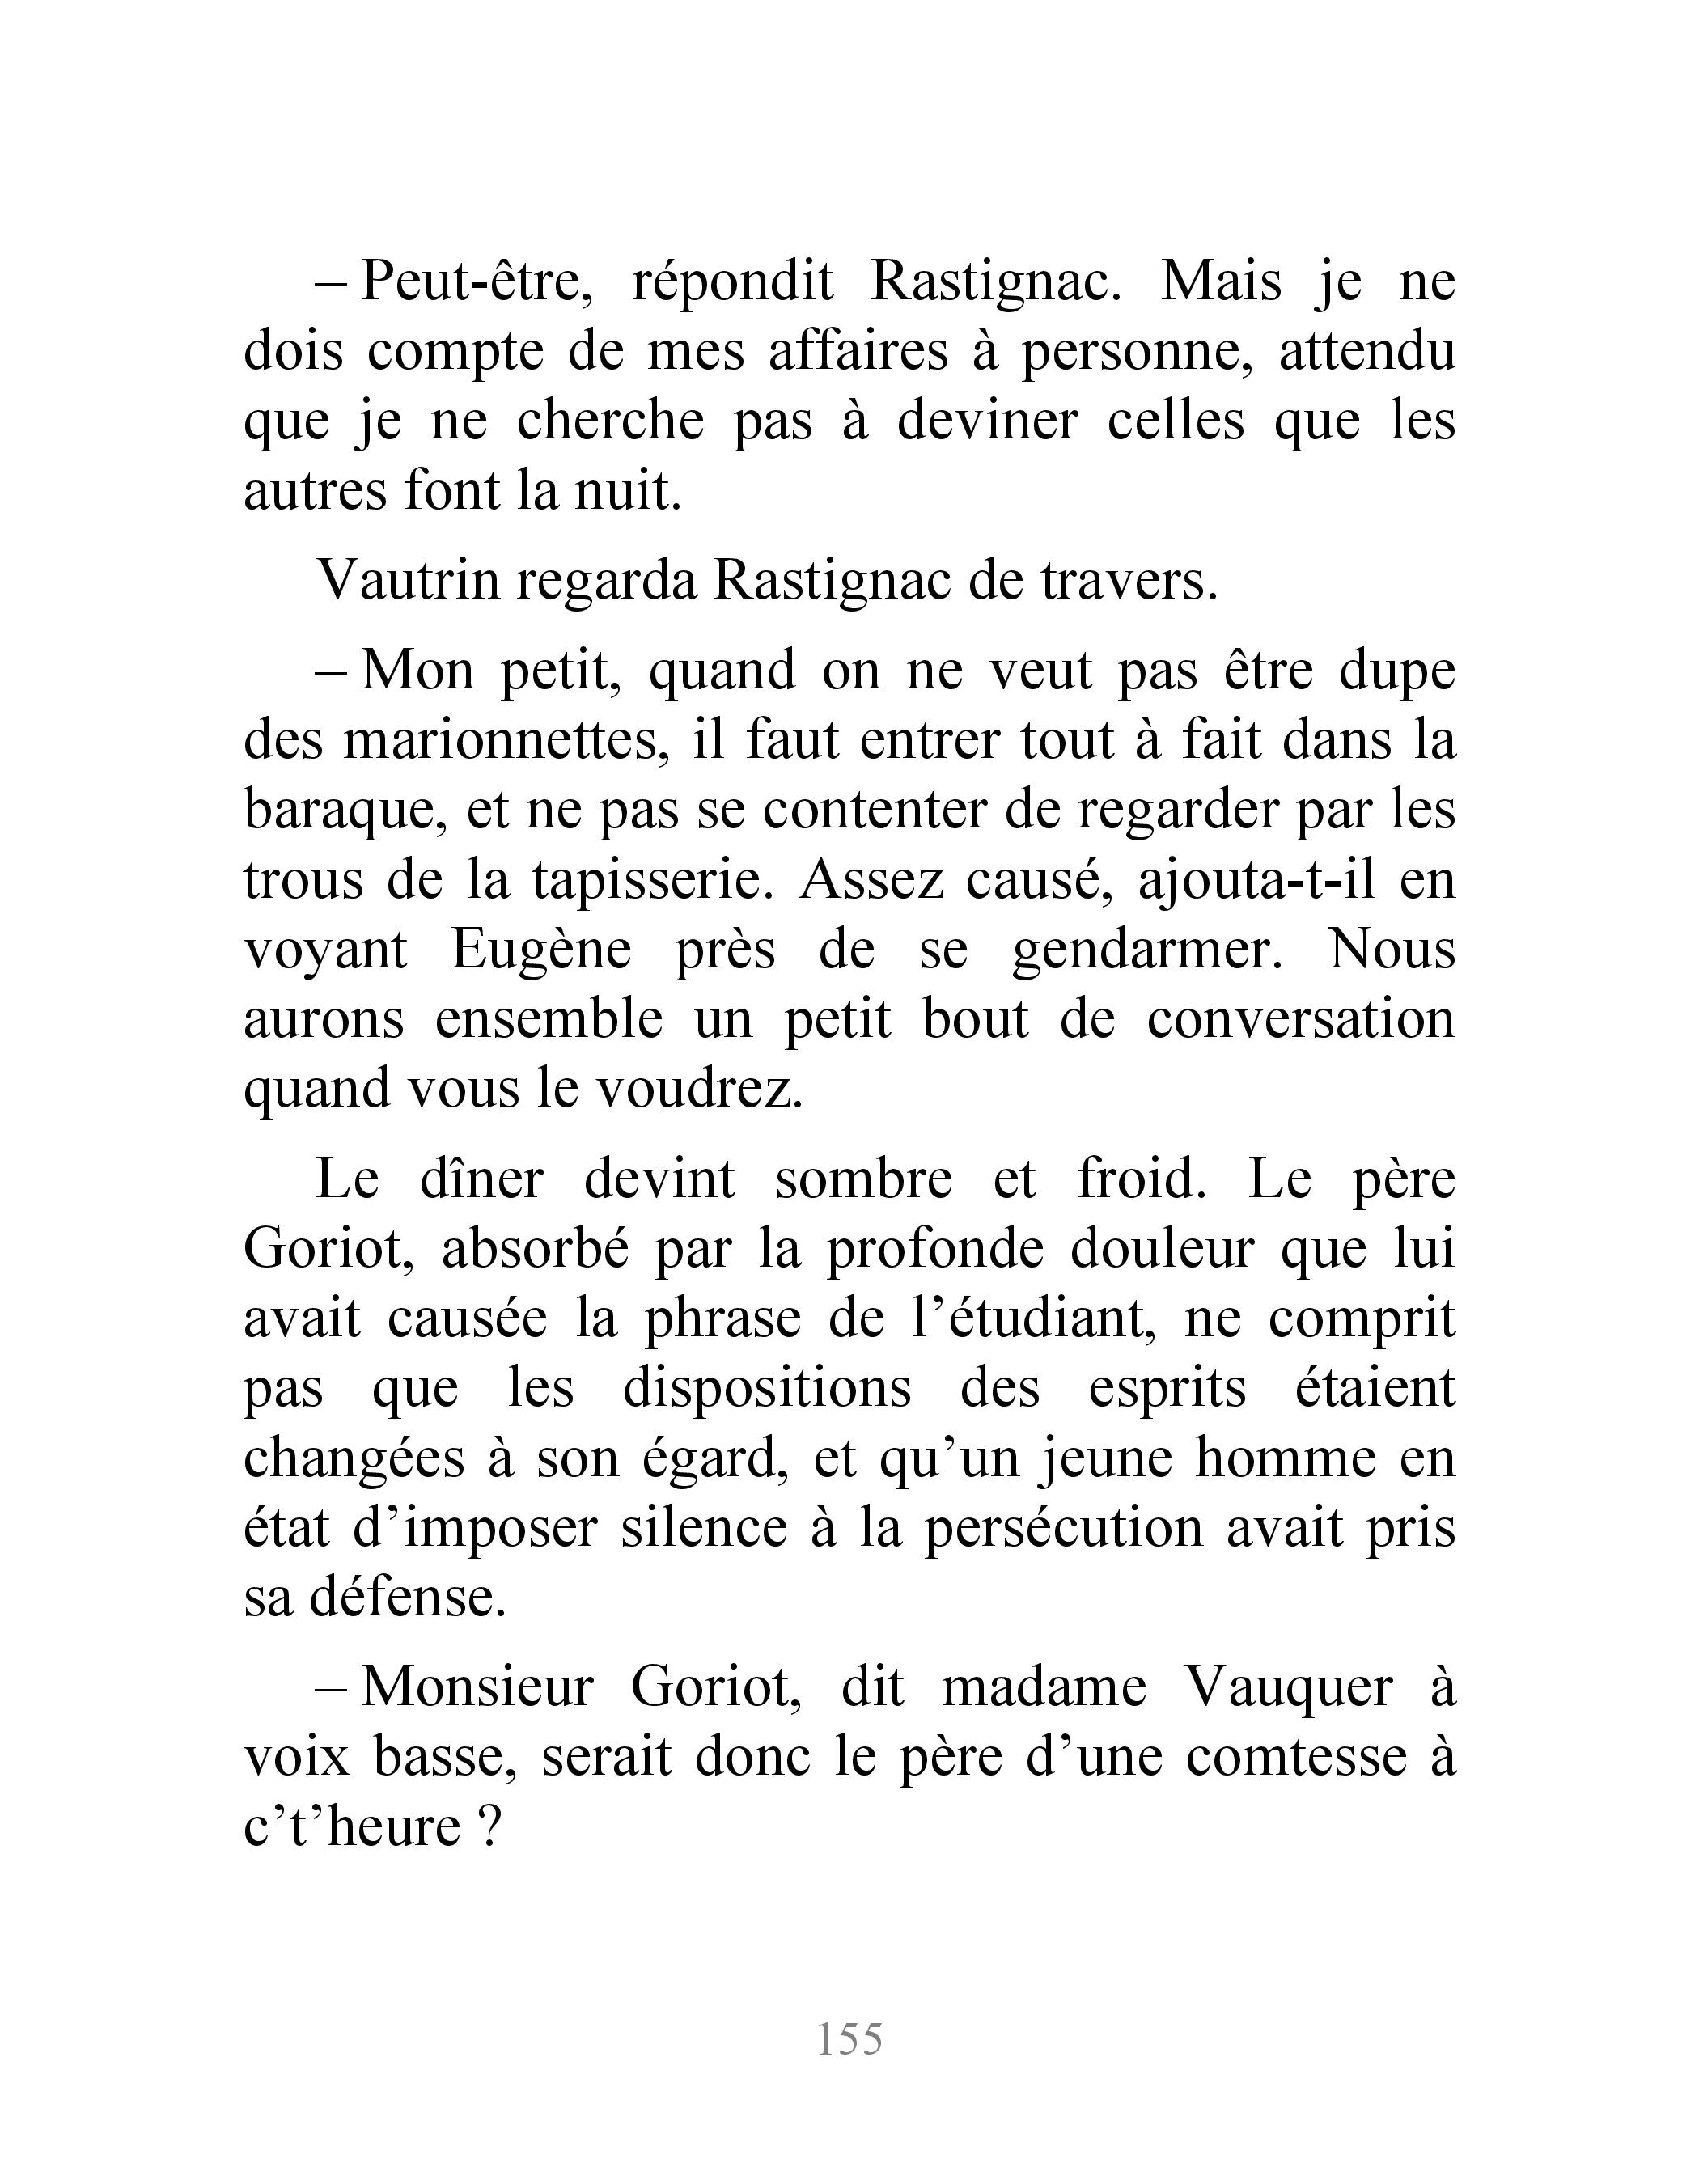 – Peut-être, répondit Rastignac. Mais je ne
dois compte de mes affaires à personne, attendu
que je ne cherche pas à deviner celles que les
autres font la nuit.
Vautrin regarda Rastignac de travers.
– Mon petit, quand on ne veut pas être dupe
des marionnettes, il faut entrer tout à fait dans la
baraque, et ne pas se contenter de regarder par les
trous de la tapisserie. Assez causé, ajouta-t-il en
voyant Eugène près de se gendarmer. Nous
aurons ensemble un petit bout de conversation
quand vous le voudrez.
Le dîner devint sombre et froid. Le père
Goriot, absorbé par la profonde douleur que lui
avait causée la phrase de l’étudiant, ne comprit
pas que les dispositions des esprits étaient
changées à son égard, et qu’un jeune homme en
état d’imposer silence à la persécution avait pris
sa défense.
– Monsieur Goriot, dit madame Vauquer à
voix basse, serait donc le père d’une comtesse à
c’t’heure ?
155